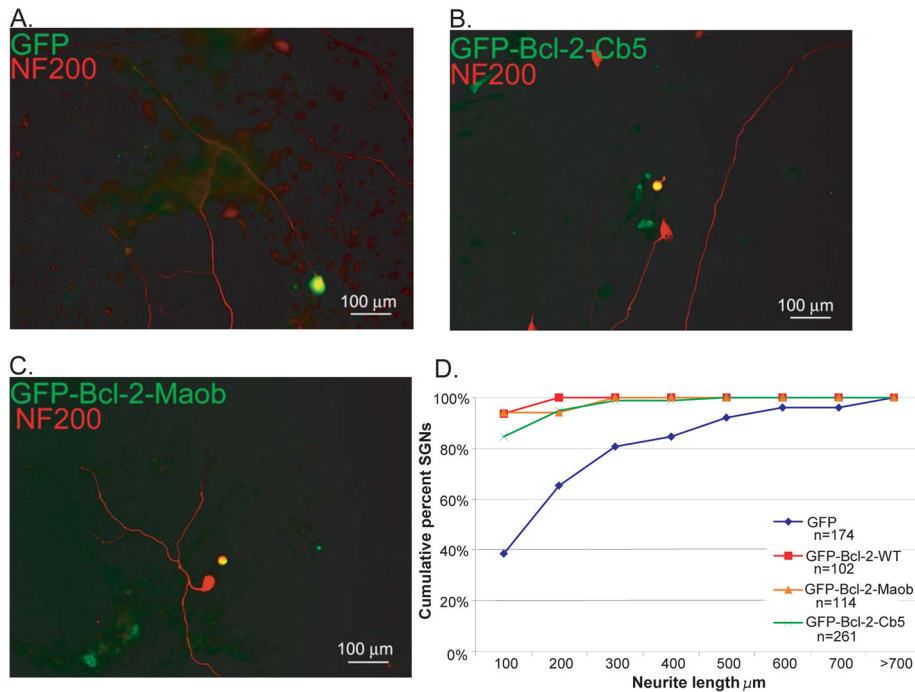 A.
GFP
NF200
100 μm
B.
GFP-Bcl-2-Cb5
NF200
100 μm
C.
GFP-Bcl-2-Maob
NF200
100 μm
D.
Cumulative percent SGNs
100%
80%
60%
40%
20%
0%
GFP
n=174
GFP-Bcl-2-WT
n=102
GFP-Bcl-2-Maob
n=114
GFP-Bcl-2-Cb5
n=261
100 200 300 400 500 600 700 >700
Neurite length μm